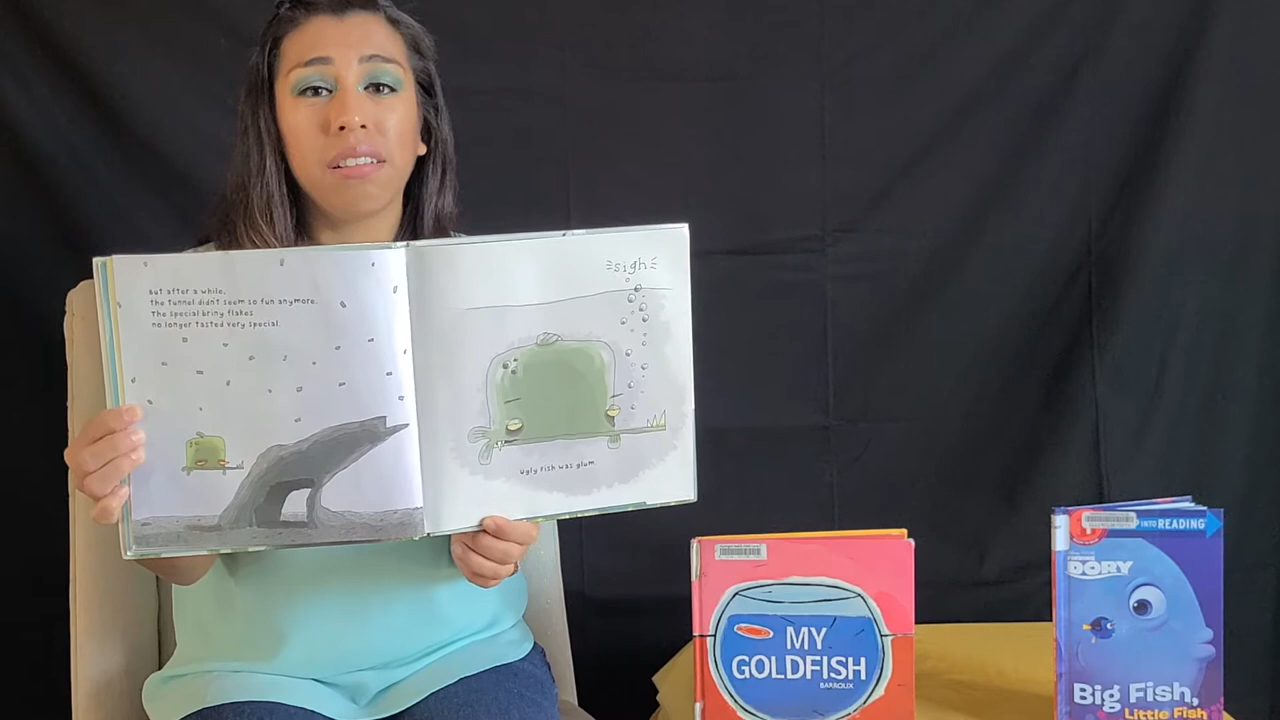 But after a while,
the tunnel didn't seem so fun anymore.
The special briny flakes
no longer tasted very special.
sigh
Ugly Fish was glum.
MY
GOLDFISH
BARROUX
INTO READING
DORY
Big Fish,
Little Fish